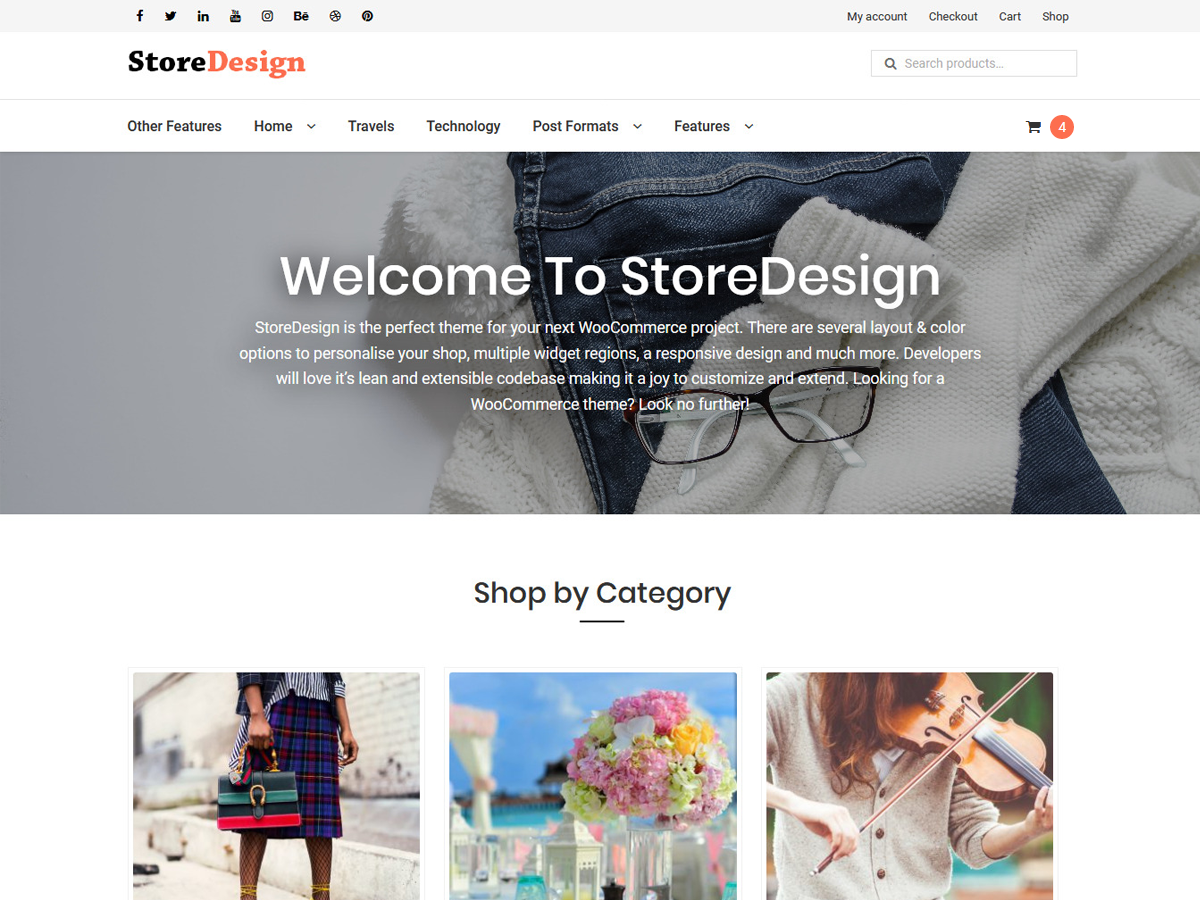 My account Checkout Cart Shop
StoreDesign
Search products...
Other Features Home Travels Technology Post Formats Features 4
Welcome To StoreDesign
StoreDesign is the perfect theme for your next WooCommerce project. There are several layout & color
options to personalise your shop, multiple widget regions, a responsive design and much more. Developers
will love it’s lean and extensible codebase making it a joy to customize and extend. Looking for a
WooCommerce theme? Look no further!
Shop by Category